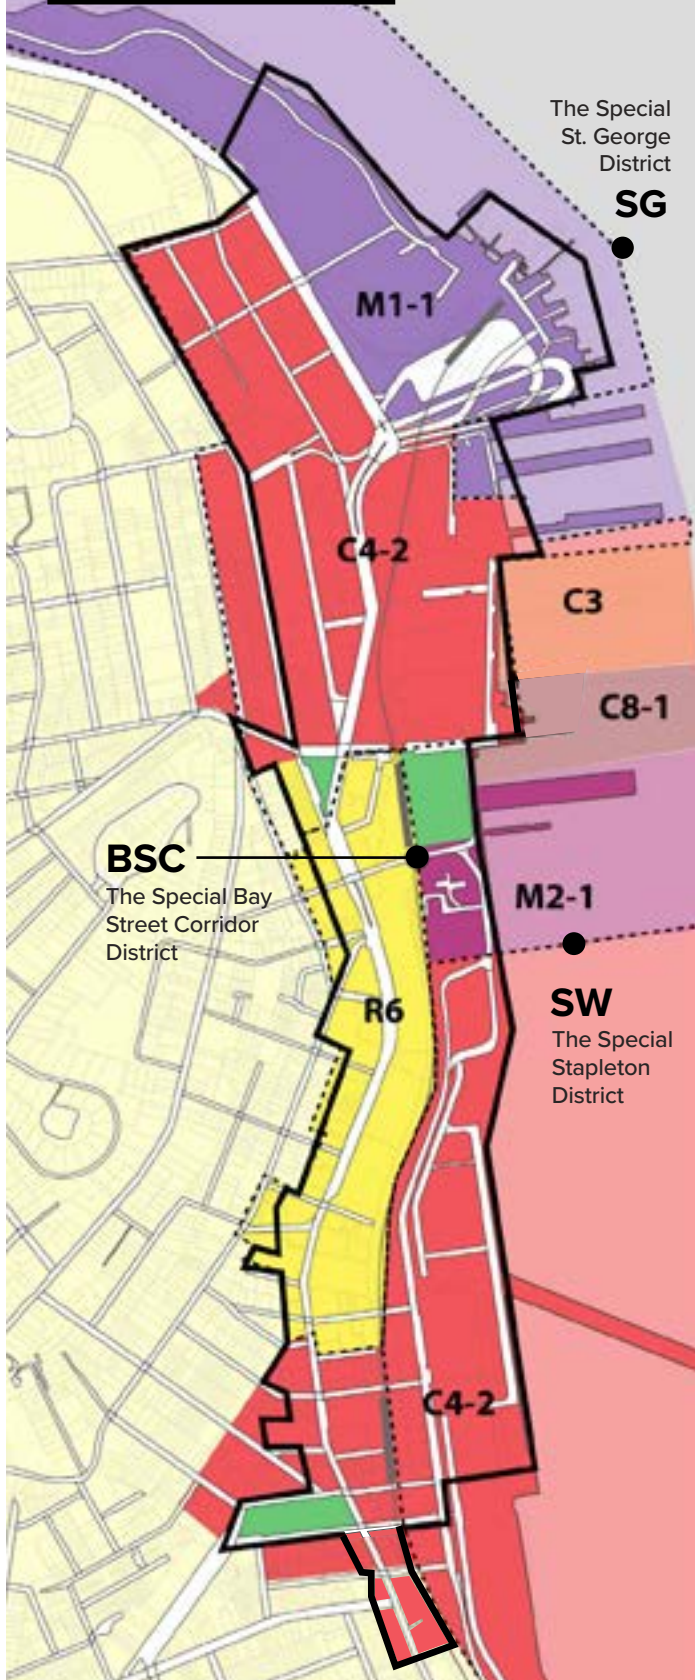 The Special
St. George
District
SG
M1-1
C4-2
C3
C8-1
BSC
The Special Bay
Street Corridor
District
M2-1
SW
The Special
Stapleton
District
R6
C4-2